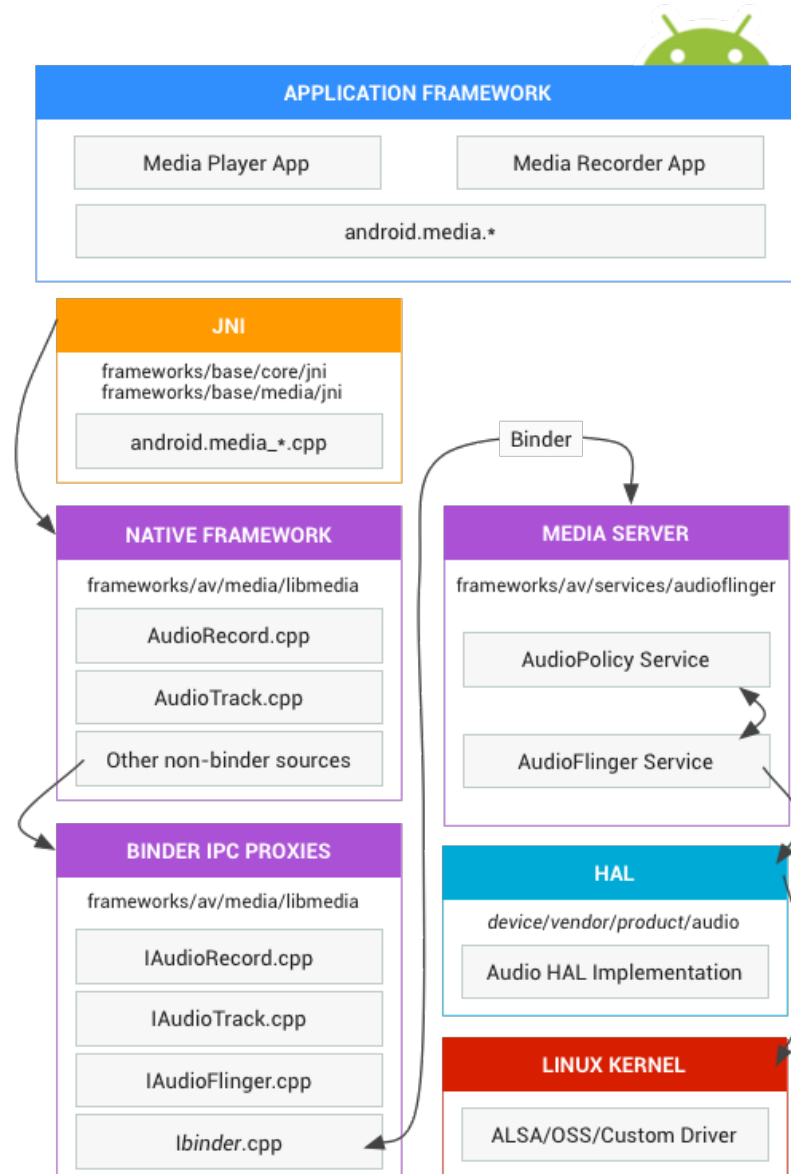 APPLICATION FRAMEWORK
Media Player App
Media Recorder App
android.media.*
JNI
frameworks/base/core/jni
frameworks/base/media/jni
android.media_*.cpp
Binder
NATIVE FRAMEWORK
frameworks/av/media/libmedia
AudioRecord.cpp
AudioTrack.cpp
Other non-binder sources
BINDER IPC PROXIES
frameworks/av/media/libmedia
IAudioRecord.cpp
IAudioTrack.cpp
IAudioFlinger.cpp
Ibinder.cpp
MEDIA SERVER
frameworks/av/services/audioflinger
AudioPolicy Service
AudioFlinger Service
HAL
device/vendor/product/audio
Audio HAL Implementation
LINUX KERNEL
ALSA/OSS/Custom Driver